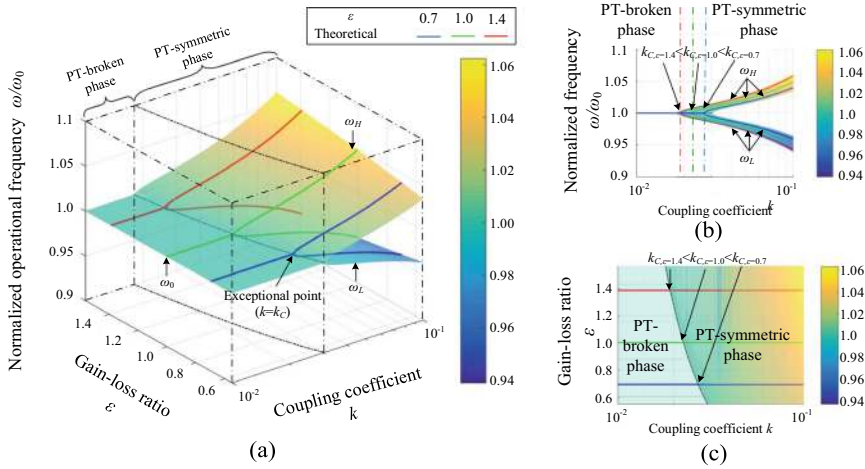 ε 0.7 1.0 1.4
Theoretical
PT-broken phase
PT-symmetric phase
Normalized operational frequency ω/ω0
1.1
1.05
1.0
0.95
0.9
ωH
ω0
Exceptional point
(k=kC)
ωL
1.4
1.2
1.0
0.8
0.6
10-2
10-1
Gain-loss ratio
ε
Coupling coefficient
k
1.06
1.04
1.02
1.00
0.98
0.96
0.94
(a)
PT-broken phase
PT-symmetric phase
kC,ε=1.4<kC,ε=1.0<kC,ε=0.7
Normalized frequency
ω/ω0
1.1
1.05
1.0
0.95
0.9
ωH
ωL
10-2
10-1
Coupling coefficient k
1.06
1.04
1.02
1.00
0.98
0.96
0.94
(b)
kC,ε=1.4<kC,ε=1.0<kC,ε=0.7
Gain-loss ratio
ε
1.4
1.2
1.0
0.8
0.6
PT-broken phase
PT-symmetric phase
10-2
10-1
Coupling coefficient k
1.06
1.04
1.02
1.00
0.98
0.96
0.94
(c)